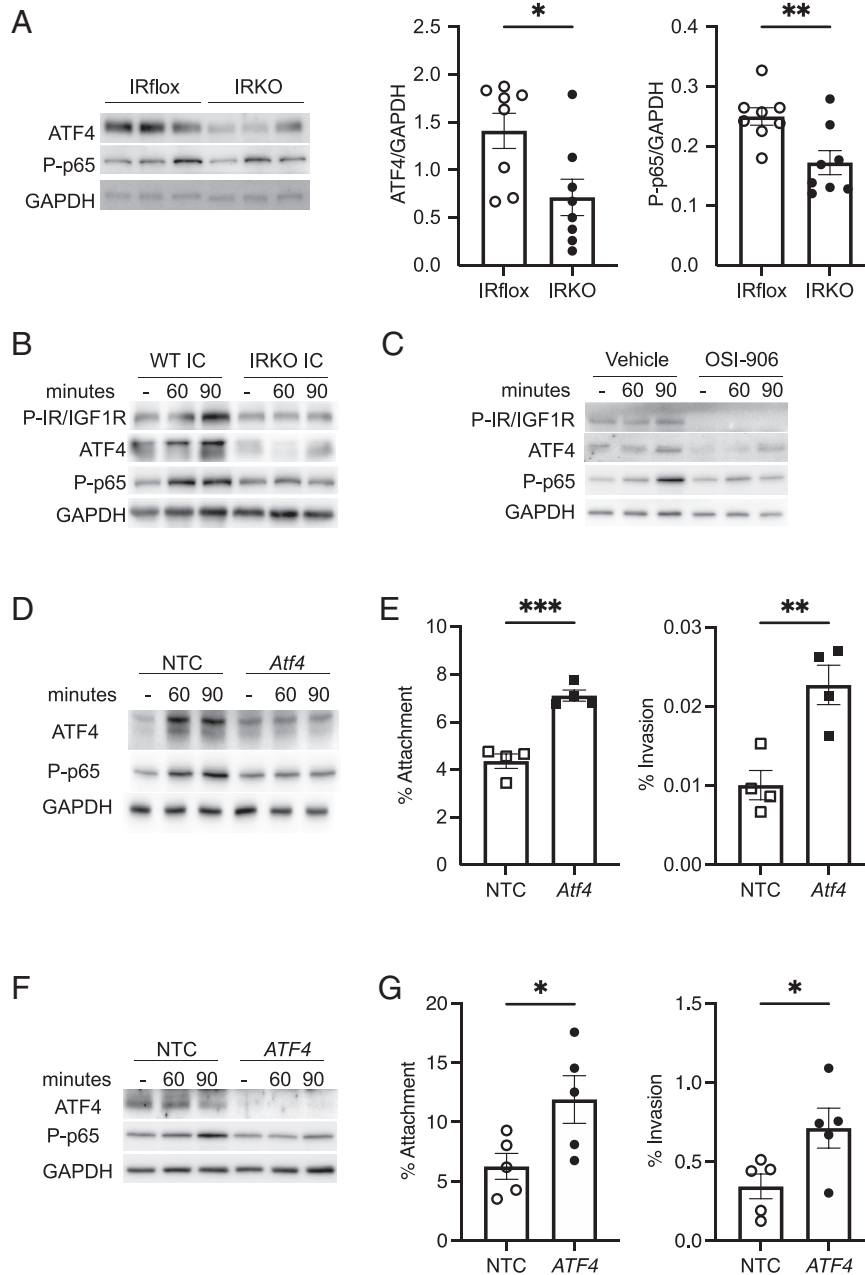 A
IRflox IRKO
ATF4
P-p65
GAPDH
*
ATF4/GAPDH
2.5
2.0
1.5
1.0
0.5
0.0
IRflox IRKO
**
P-p65/GAPDH
0.4
0.3
0.2
0.1
0.0
IRflox IRKO
B
WT IC IRKO IC
minutes - 60 90 - 60 90
P-IR/IGF1R
ATF4
P-p65
GAPDH
C
Vehicle OSI-906
minutes - 60 90 - 60 90
P-IR/IGF1R
ATF4
P-p65
GAPDH
D
NTC Atf4
minutes - 60 90 - 60 90
ATF4
P-p65
GAPDH
E
***
% Attachment
10
8
6
4
2
0
NTC Atf4
**
% Invasion
0.03
0.02
0.01
0.00
NTC Atf4
F
NTC ATF4
minutes - 60 90 - 60 90
ATF4
P-p65
GAPDH
G
*
% Attachment
20
15
10
5
0
NTC ATF4
*
% Invasion
1.5
1.0
0.5
0.0
NTC ATF4